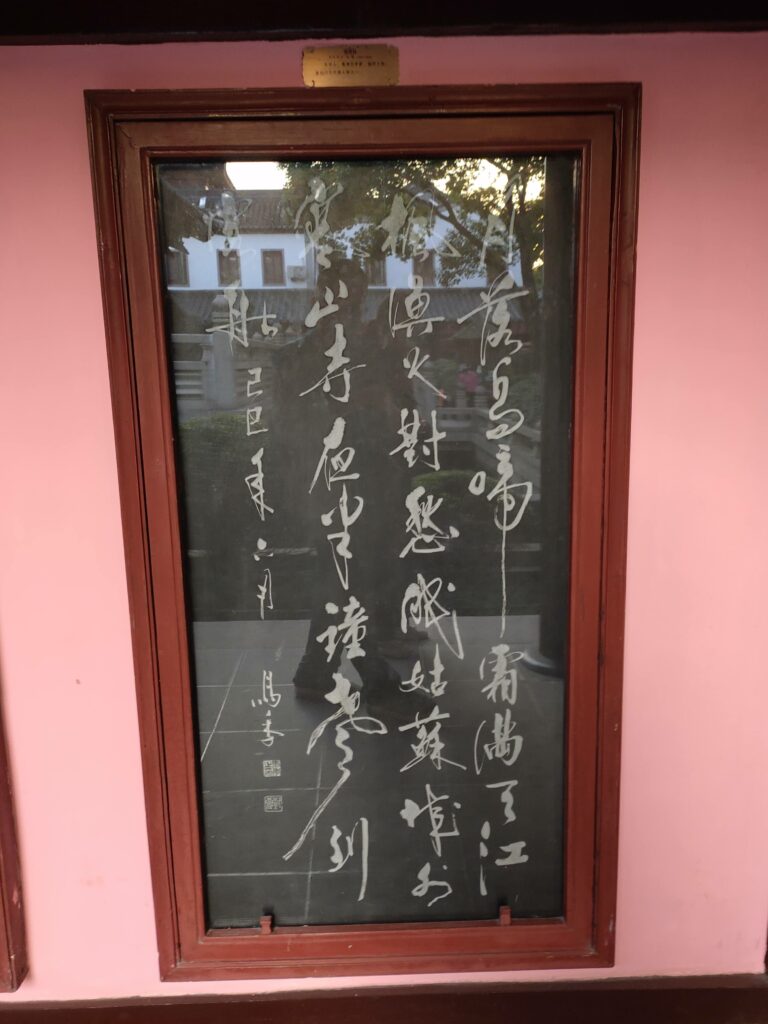 月落烏啼霜滿天江
楓漁火對愁眠姑蘇城外
寒山寺夜半鐘聲到
客船 己巳年六月 馬季